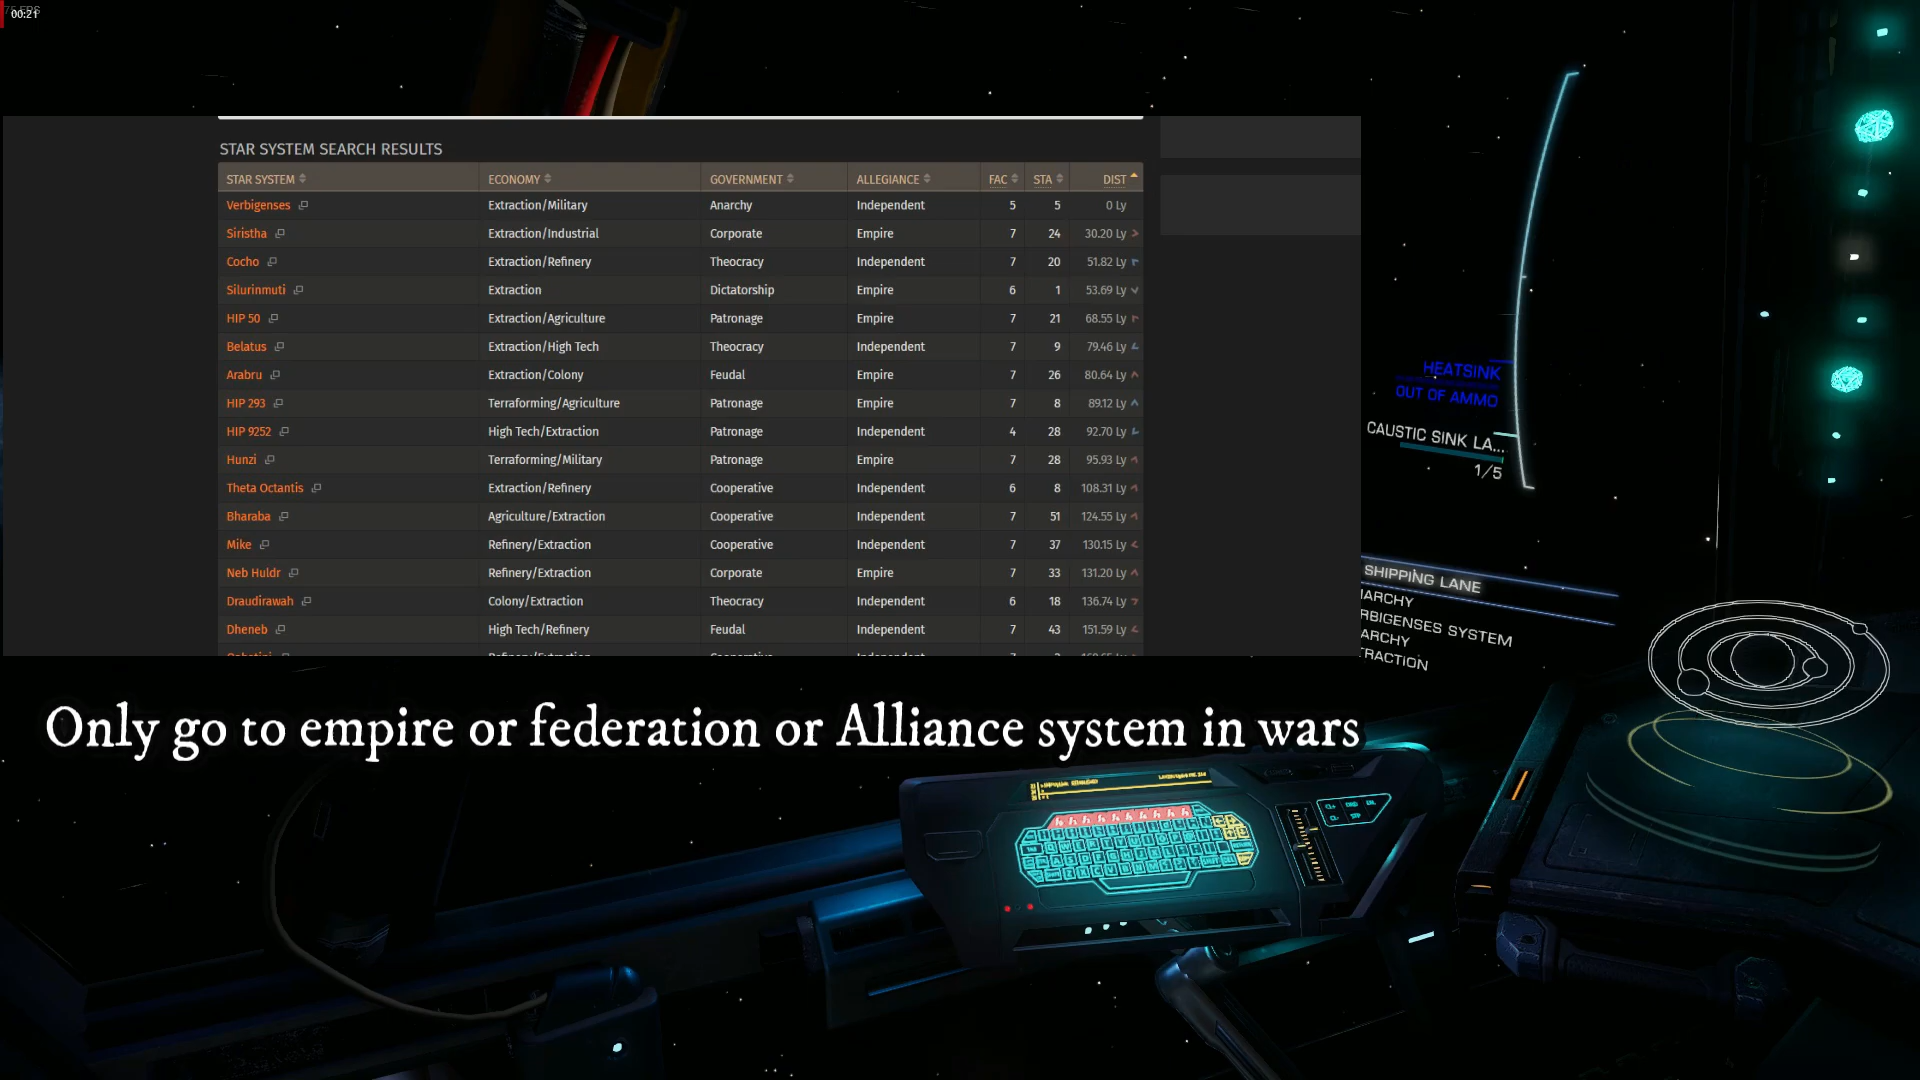 00:21
STAR SYSTEM SEARCH RESULTS
STAR SYSTEM ECONOMY GOVERNMENT ALLEGIANCE FAC STA DIST
Verbigenses Extraction/Military Anarchy Independent 5 5 0 Ly
Siristha Extraction/Industrial Corporate Empire 7 24 30.20 Ly
Cocho Extraction/Refinery Theocracy Independent 7 20 51.82 Ly
Silurinmuti Extraction Dictatorship Empire 6 1 53.69 Ly
HIP 50 Extraction/Agriculture Patronage Empire 7 21 68.55 Ly
Belatus Extraction/High Tech Theocracy Independent 7 9 79.46 Ly
Arabru Extraction/Colony Feudal Empire 7 26 80.64 Ly
HIP 293 Terraforming/Agriculture Patronage Empire 7 8 89.12 Ly
HIP 9252 High Tech/Extraction Patronage Independent 4 28 92.70 Ly
Hunzi Terraforming/Military Patronage Empire 7 28 95.93 Ly
Theta Octantis Extraction/Refinery Cooperative Independent 6 8 108.31 Ly
Bharaba Agriculture/Extraction Cooperative Independent 7 51 124.55 Ly
Mike Refinery/Extraction Cooperative Independent 7 37 130.15 Ly
Neb Huldr Refinery/Extraction Corporate Empire 7 33 131.20 Ly
Draudirawah Colony/Extraction Theocracy Independent 6 18 136.74 Ly
Dheneb High Tech/Refinery Feudal Independent 7 43 151.59 Ly
HEATSINK
OUT OF AMMO
CAUSTIC SINK LA...
1/5
SHIPPING LANE
ARCHY
RBIGENSES SYSTEM
ARCHY
RACTION
Only go to empire or federation or Alliance system in wars